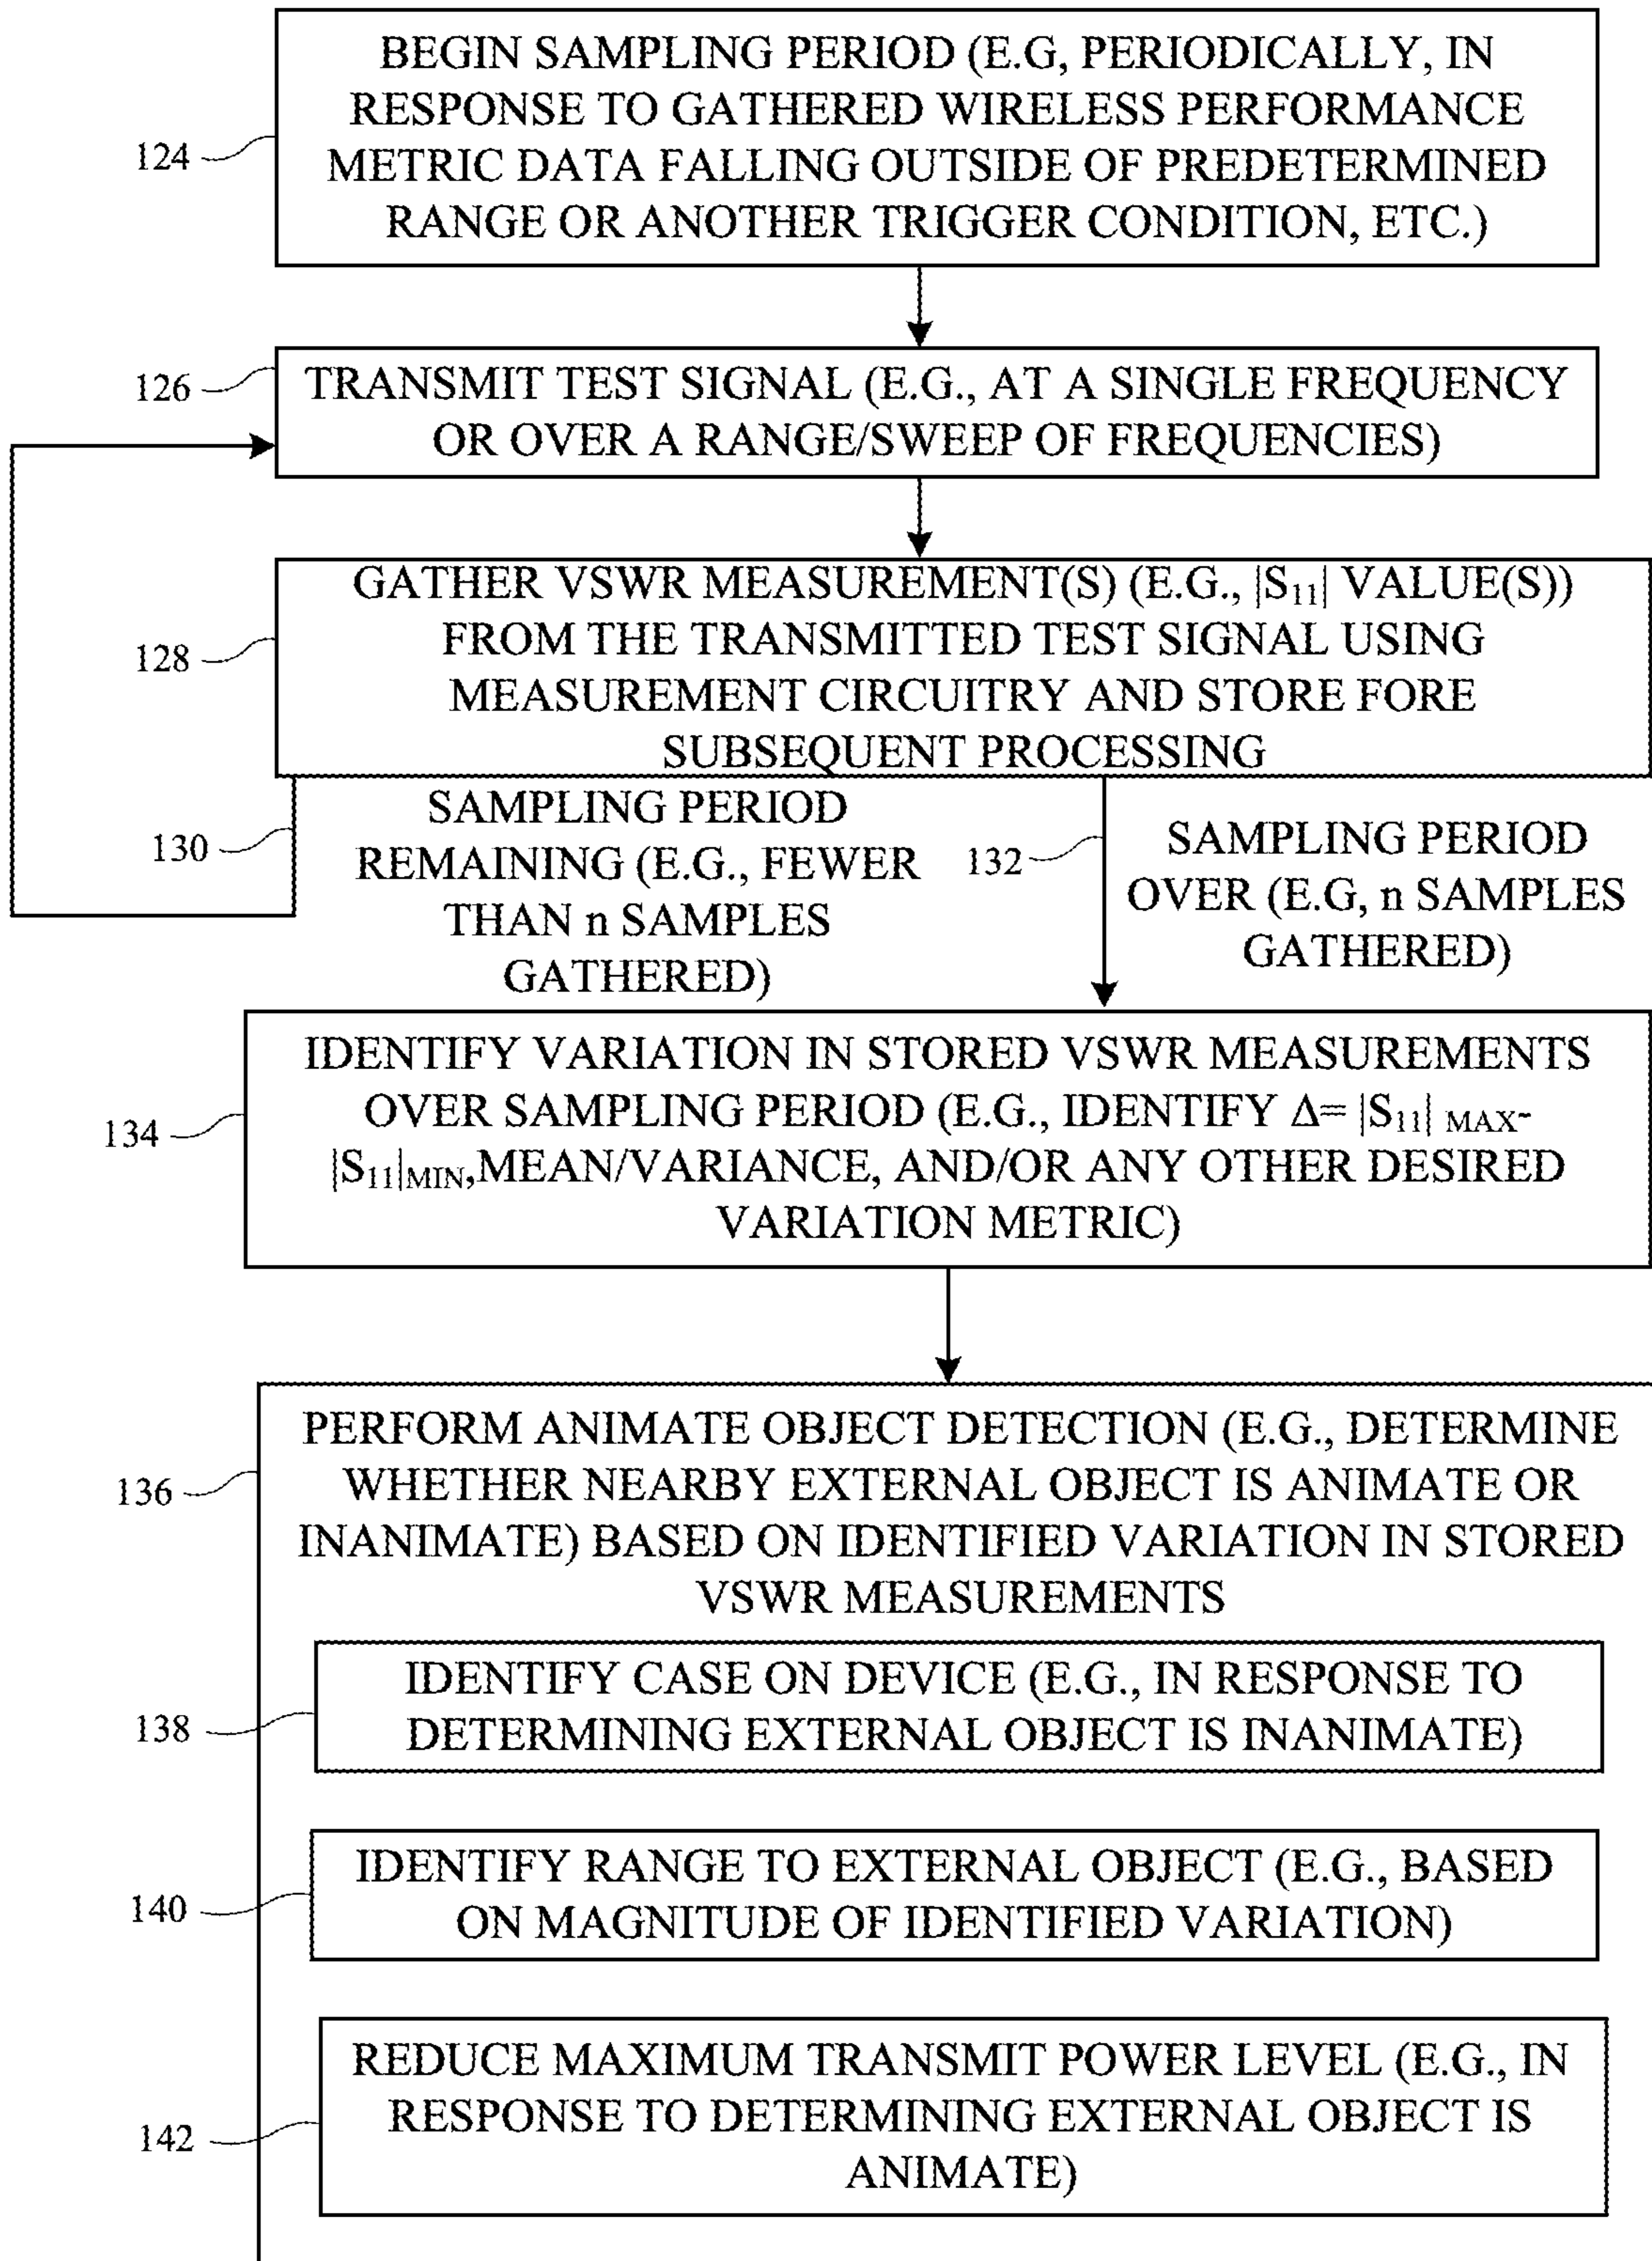 BEGIN SAMPLING PERIOD (E.G, PERIODICALLY, IN
RESPONSE TO GATHERED WIRELESS PERFORMANCE
METRIC DATA FALLING OUTSIDE OF PREDETERMINED
RANGE OR ANOTHER TRIGGER CONDITION, ETC.)
124
126
TRANSMIT TEST SIGNAL (E.G., AT A SINGLE FREQUENCY
OR OVER A RANGE/SWEEP OF FREQUENCIES)
GATHER VSWR MEASUREMENT(S) (E.G., |S₁₁| VALUE(S))
FROM THE TRANSMITTED TEST SIGNAL USING
MEASUREMENT CIRCUITRY AND STORE FORE
SUBSEQUENT PROCESSING
128
130
SAMPLING PERIOD
REMAINING (E.G., FEWER
THAN n SAMPLES
GATHERED)
132
SAMPLING PERIOD
OVER (E.G, n SAMPLES
GATHERED)
134
IDENTIFY VARIATION IN STORED VSWR MEASUREMENTS
OVER SAMPLING PERIOD (E.G., IDENTIFY Δ= |S₁₁| MAX-
|S₁₁|MIN,MEAN/VARIANCE, AND/OR ANY OTHER DESIRED
VARIATION METRIC)
136
PERFORM ANIMATE OBJECT DETECTION (E.G., DETERMINE
WHETHER NEARBY EXTERNAL OBJECT IS ANIMATE OR
INANIMATE) BASED ON IDENTIFIED VARIATION IN STORED
VSWR MEASUREMENTS
138
IDENTIFY CASE ON DEVICE (E.G., IN RESPONSE TO
DETERMINING EXTERNAL OBJECT IS INANIMATE)
140
IDENTIFY RANGE TO EXTERNAL OBJECT (E.G., BASED
ON MAGNITUDE OF IDENTIFIED VARIATION)
142
REDUCE MAXIMUM TRANSMIT POWER LEVEL (E.G., IN
RESPONSE TO DETERMINING EXTERNAL OBJECT IS
ANIMATE)